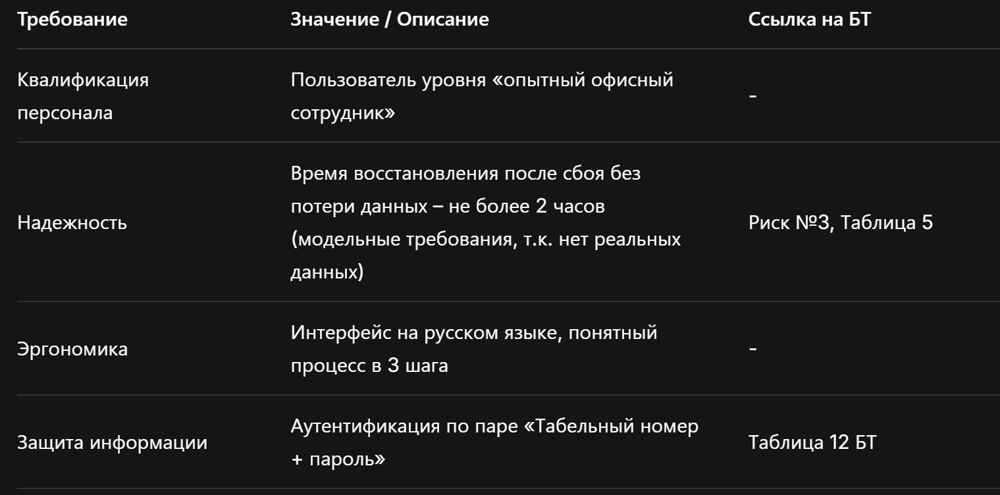 Требование Значение / Описание Ссылка на БТ
Квалификация персонала
Пользователь уровня «опытный офисный
сотрудник»
-
Надежность
Время восстановления после сбоя без
потери данных – не более 2 часов
(модельные требования, т.к. нет реальных
данных)
Риск №3, Таблица 5
Эргономика
Интерфейс на русском языке, понятный
процесс в 3 шага
-
Защита информации
Аутентификация по паре «Табельный номер
+ пароль»
Таблица 12 БТ